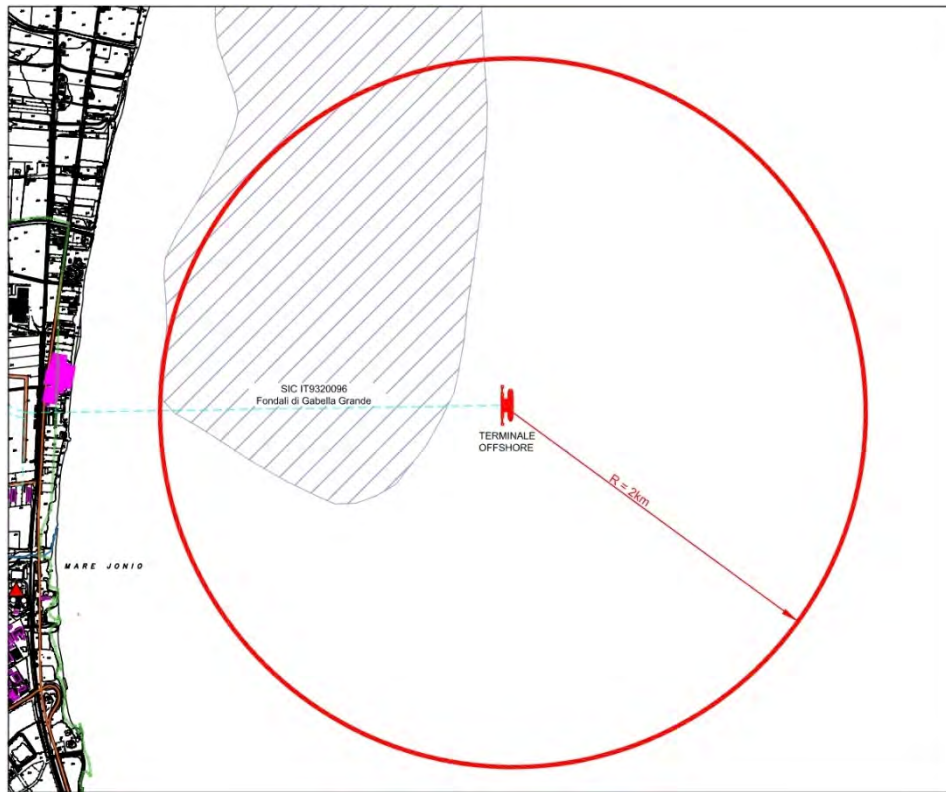 SIC IT9320096
Fondali di Gabella Grande
TERMINALE
OFFSHORE
R = 2km
MARE JONIO